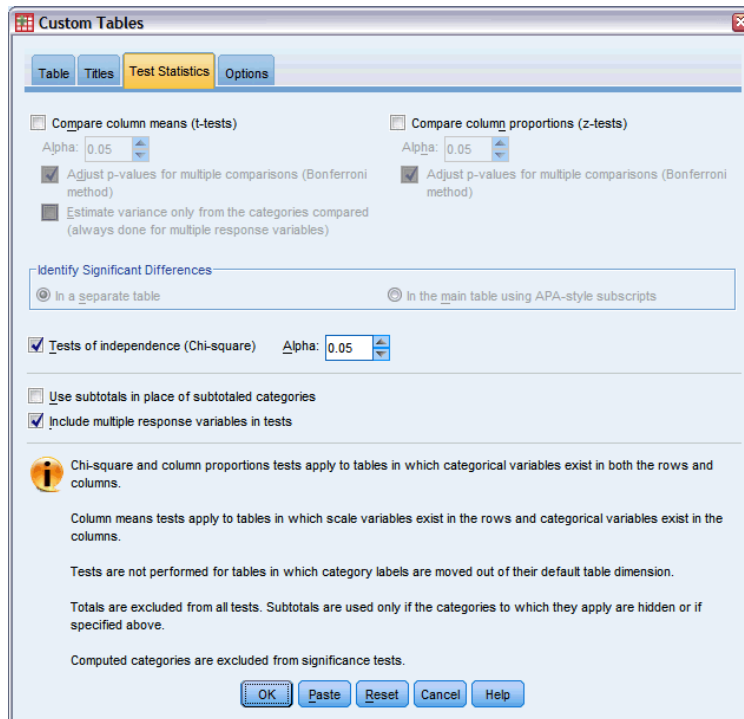 Custom Tables
Table Titles Test Statistics Options
Compare column means (t-tests)
Alpha: 0.05
Adjust p-values for multiple comparisons (Bonferroni
method)
Estimate variance only from the categories compared
(always done for multiple response variables)
Compare column proportions (z-tests)
Alpha: 0.05
Adjust p-values for multiple comparisons (Bonferroni
method)
Identify Significant Differences
In a separate table
In the main table using APA-style subscripts
Tests of independence (Chi-square) Alpha: 0.05
Use subtotals in place of subtotaled categories
Include multiple response variables in tests
Chi-square and column proportions tests apply to tables in which categorical variables exist in both the rows and
columns.
Column means tests apply to tables in which scale variables exist in the rows and categorical variables exist in the
columns.
Tests are not performed for tables in which category labels are moved out of their default table dimension.
Totals are excluded from all tests. Subtotals are used only if the categories to which they apply are hidden or if
specified above.
Computed categories are excluded from significance tests.
OK Paste Reset Cancel Help